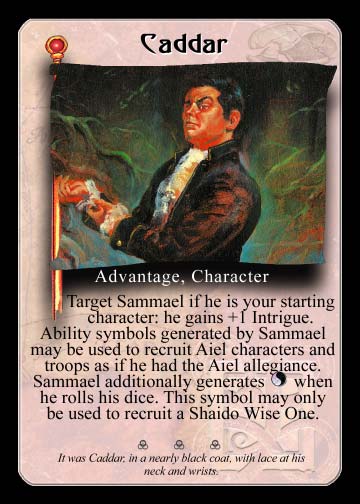 Caddar
Advantage, Character
Target Sammael if he is your starting
character: he gains +1 Intrigue.
Ability symbols generated by Sammael
may be used to recruit Aiel characters and
troops as if he had the Aiel allegiance.
Sammael additionally generates when
he rolls his dice. This symbol may only
be used to recruit a Shaido Wise One.
It was Caddar, in a nearly black coat, with lace at his
neck and wrists.